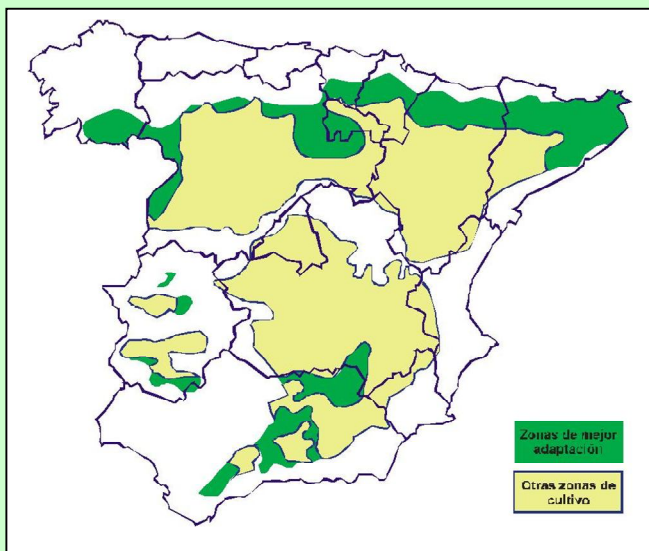 Zonas de mejor
adaptación
Otras zonas de
cultivo